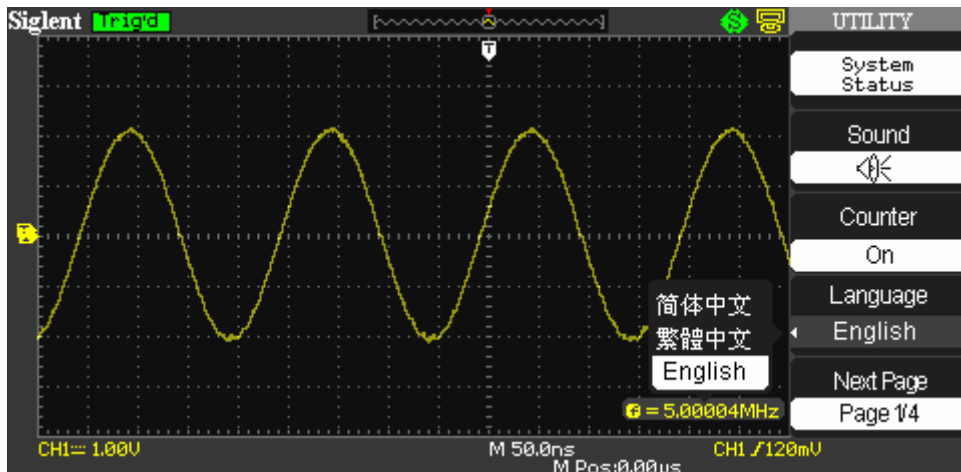 Siglent Trig'd
T
UTILITY
System
Status
Sound
Counter
On
Language
English
简体中文
繁體中文
English
Next Page
Page 1/4
f = 5.00004MHz
CH1 1.00V
M 50.0ns
CH1 /120mV
M Pos:0.00us